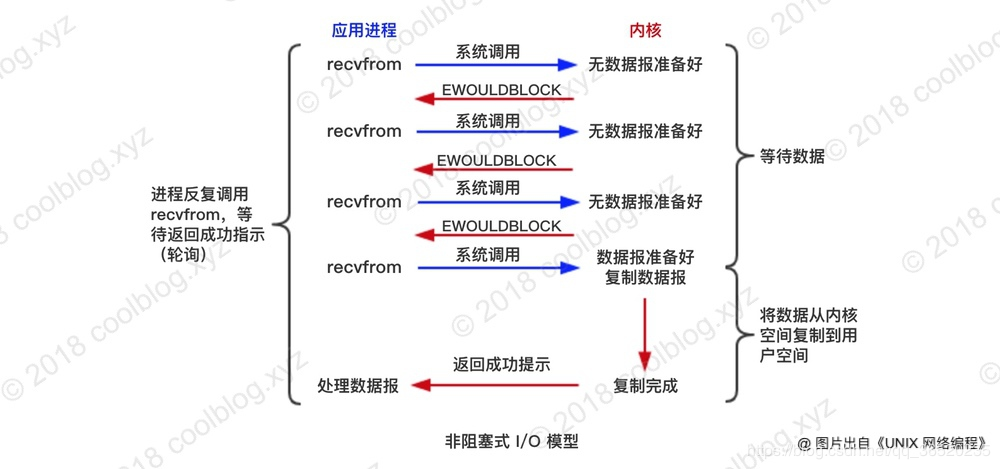 应用进程
内核
recvfrom
系统调用
无数据报准备好
EWOULDBLOCK
recvfrom
系统调用
无数据报准备好
EWOULDBLOCK
recvfrom
系统调用
无数据报准备好
EWOULDBLOCK
recvfrom
系统调用
数据报准备好
复制数据报
进程反复调用
recvfrom，等
待返回成功指示
（轮询）
等待数据
将数据从内核
空间复制到用
户空间
处理数据报
返回成功提示
复制完成
非阻塞式 I/O 模型
@ 图片出自《UNIX 网络编程》
© 2018 coolblog.xyz